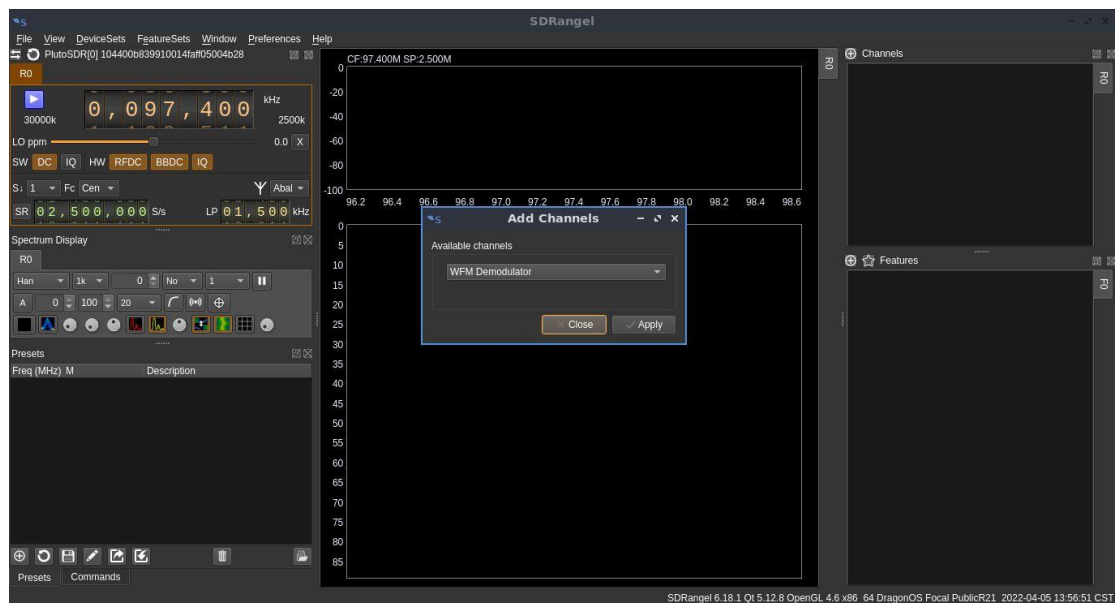 SDRangel
File View DeviceSets FeatureSets Window Preferences Help
PlutoSDR[0] 104400b839910014faff05004b28
R0
0,097,400 kHz
30000k
2500k
LO ppm 0.0 X
SW DC IQ HW RFDC BBDC IQ
S↓ 1 Fc Cen Abal
SR 02,500,000 S/s LP 01,500 kHz
Spectrum Display
R0
Han 1k 0 No 1
A 0 100 20
Presets
Freq (MHz) M Description
Presets Commands
CF:97.400M SP:2.500M
0
-20
-40
-60
-80
-100
96.2 96.4 96.6 96.8 97.0 97.2 97.4 97.6 97.8 98.0 98.2 98.4 98.6
0
5
10
15
20
25
30
35
40
45
50
55
60
65
70
75
80
85
Add Channels
Available channels
WFM Demodulator
Close Apply
R0
Channels
R0
Features
F0
SDRangel 6.18.1 Qt 5.12.8 OpenGL 4.6 x86_64 DragonOS Focal PublicR21 2022-04-05 13:56:51 CST